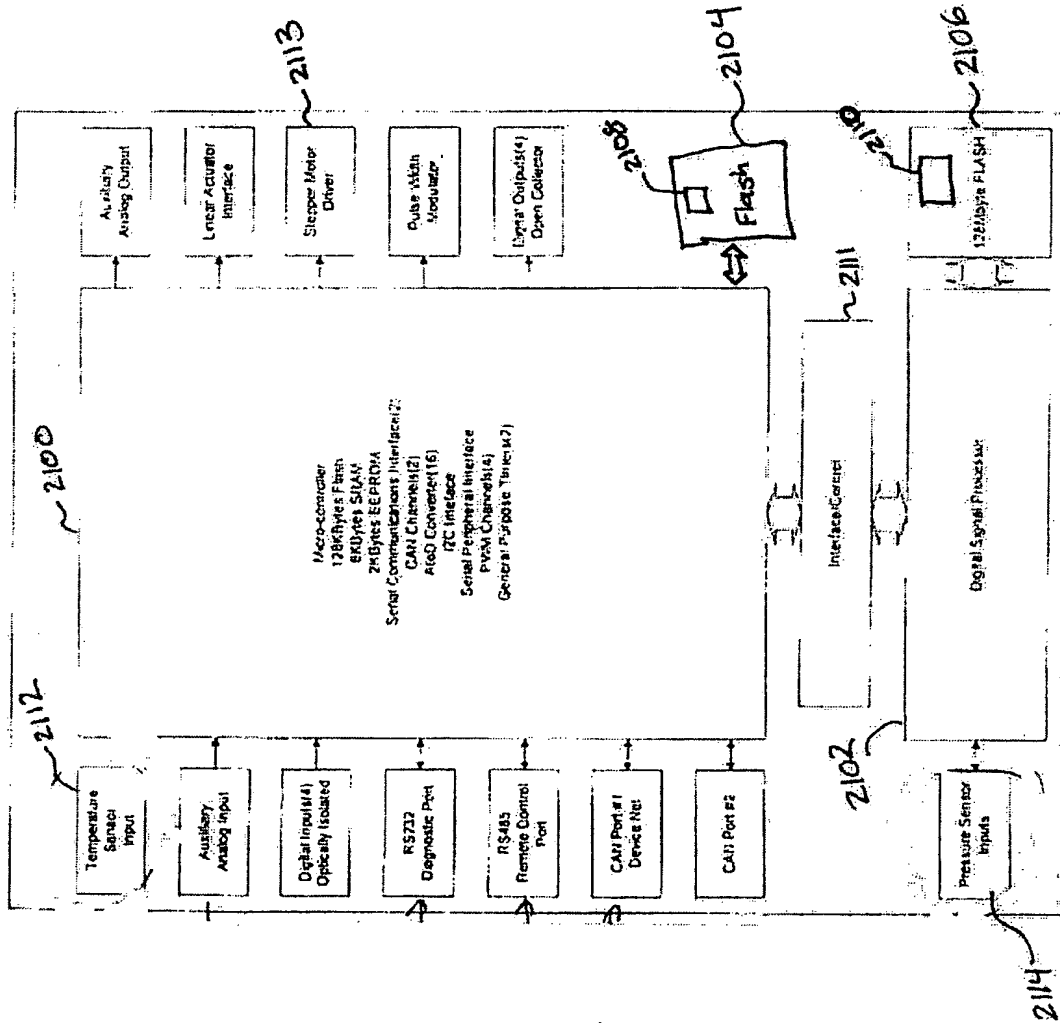 2112
2100
Temperature
Sensor
Input
Auxiliary
Analog Input
Digital Inputs(4)
Optically Isolated
RS232
Diagnostic Port
RS485
Remote Control
Port
CAN Port #1
Device Net
CAN Port #2
Pressure Sensor
Inputs
2114
Micro-controller
128KBytes Flash
8KBytes SRAM
2KBytes EEPROM
Serial Communications Interface(2)
CAN Channels(2)
AtoD Converter(16)
I2C Interface
Serial Peripheral Interface
PWM Channels(4)
General Purpose Timers(7)
Interface/Control
2111
2102
Digital Signal Processor
Auxiliary
Analog Output
Linear Actuator
Interface
Stepper Motor
Driver
2113
Pulse Width
Modulator
Digital Outputs(4)
Open Collector
2108
Flash
2104
2110
128Mbyte FLASH
2106